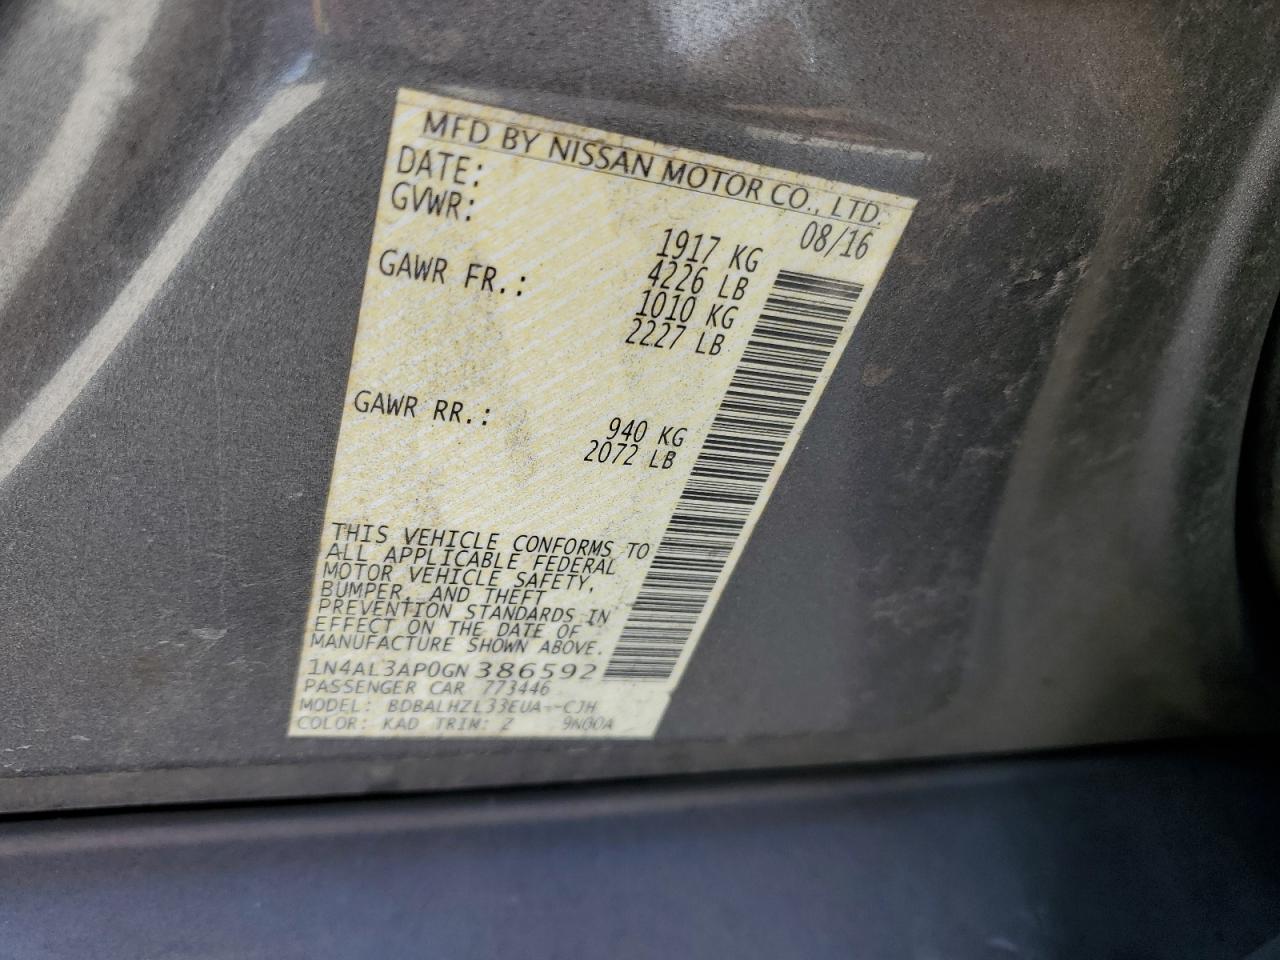 MFD BY NISSAN MOTOR CO., LTD.
DATE: 08/16
GVWR: 1917 KG
4226 LB
GAWR FR.: 1010 KG
2227 LB
GAWR RR.: 940 KG
2072 LB
THIS VEHICLE CONFORMS TO
ALL APPLICABLE FEDERAL
MOTOR VEHICLE SAFETY,
BUMPER, AND THEFT
PREVENTION STANDARDS IN
EFFECT ON THE DATE OF
MANUFACTURE SHOWN ABOVE.
1N4AL3AP0GN386592
PASSENGER CAR 773446
MODEL: BDBALHZL33EUA--CJH
COLOR: KAD TRIM: Z